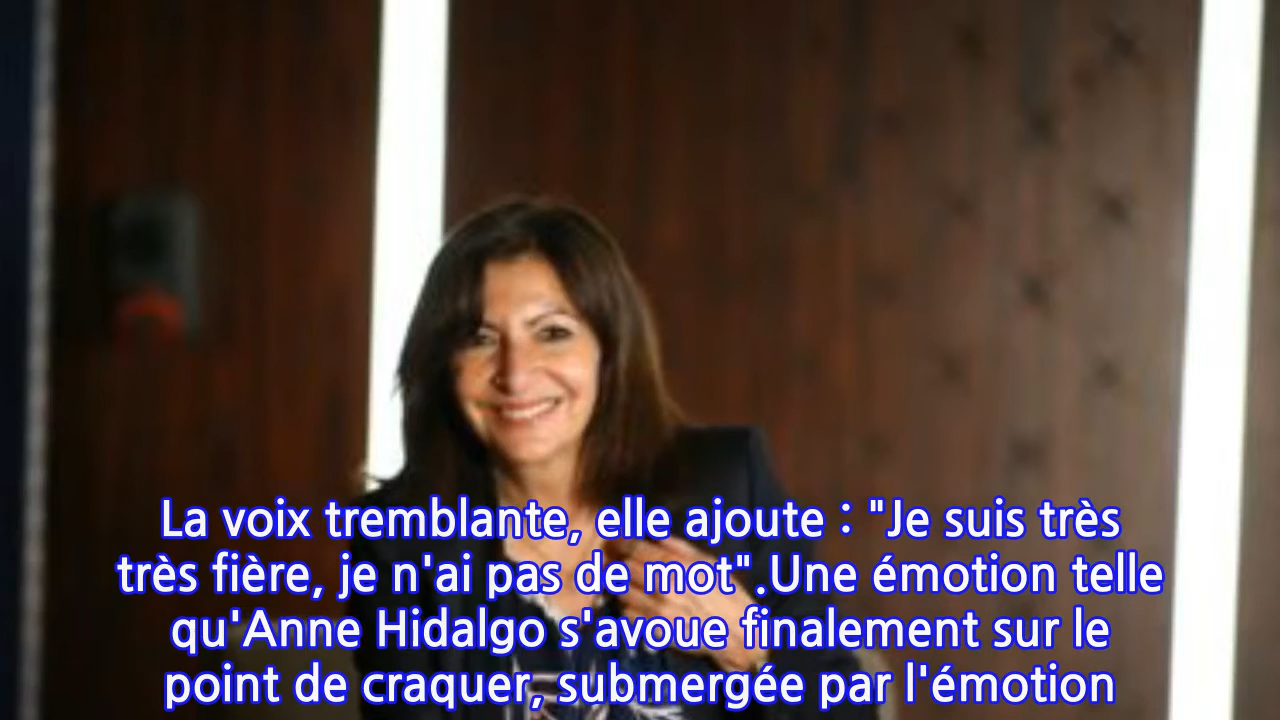 La voix tremblante, elle ajoute : "Je suis très
très fière, je n'ai pas de mot".Une émotion telle
qu'Anne Hidalgo s'avoue finalement sur le
point de craquer, submergée par l'émotion